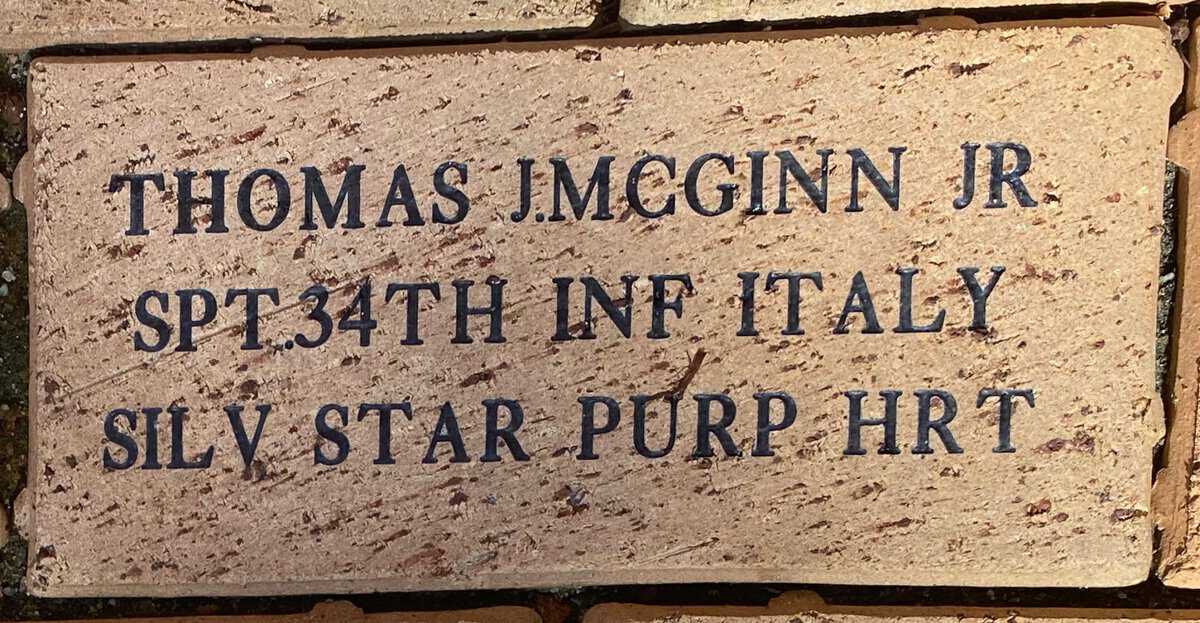 THOMAS J.MCGINN JR
SPT.34TH INF ITALY
SILV STAR PURP HRT